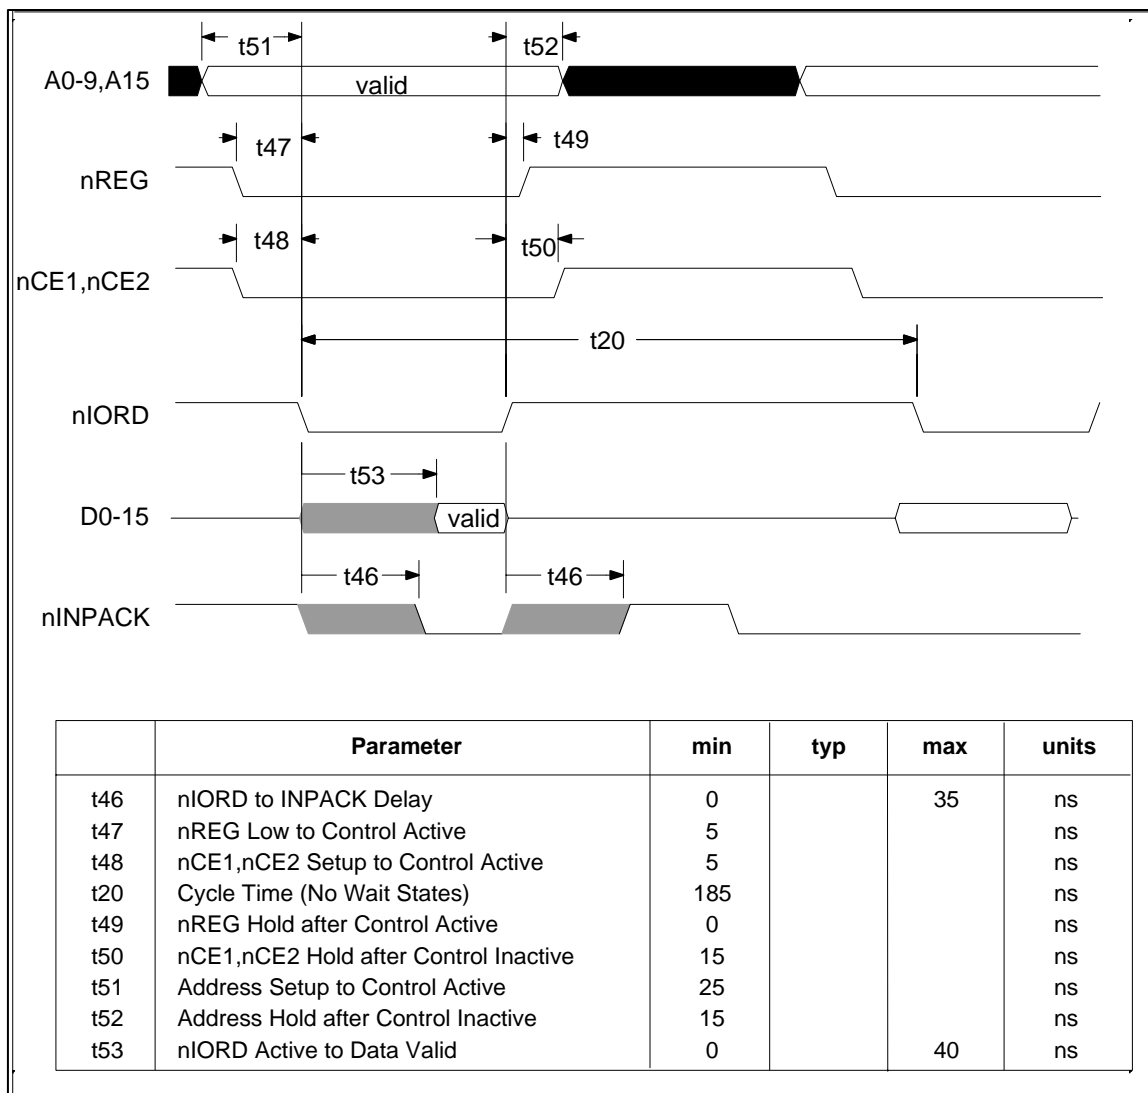 t51 t52
A0-9,A15 valid
t47 t49
nREG
t48 t50
nCE1,nCE2
t20
nIORD
t53
D0-15 valid
t46 t46
nINPACK
Parameter min typ max units
t46 nIORD to INPACK Delay 0 35 ns
t47 nREG Low to Control Active 5 ns
t48 nCE1,nCE2 Setup to Control Active 5 ns
t20 Cycle Time (No Wait States) 185 ns
t49 nREG Hold after Control Active 0 ns
t50 nCE1,nCE2 Hold after Control Inactive 15 ns
t51 Address Setup to Control Active 25 ns
t52 Address Hold after Control Inactive 15 ns
t53 nIORD Active to Data Valid 0 40 ns